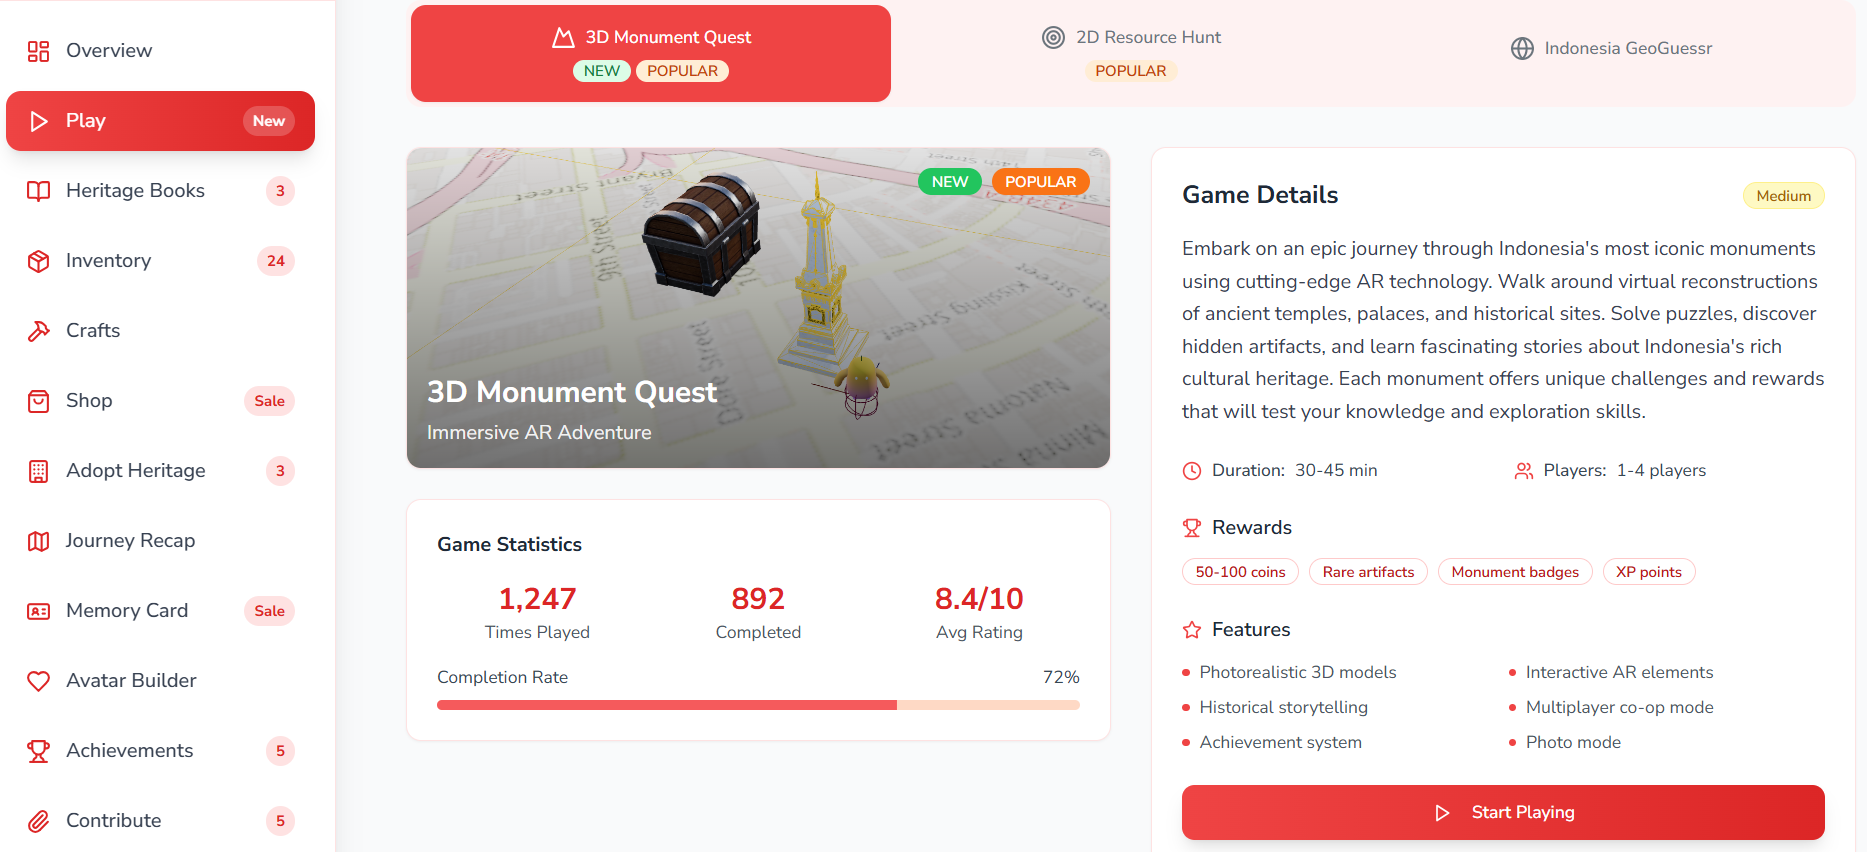 Overview
Play
New
Heritage Books
3
Inventory
24
Crafts
Shop
Sale
Adopt Heritage
3
Journey Recap
Memory Card
Sale
Avatar Builder
Achievements
5
Contribute
5
3D Monument Quest
NEW
POPULAR
2D Resource Hunt
POPULAR
Indonesia GeoGuessr
NEW
POPULAR
Bryant Street
14th Street
Kissling Street
Natoma Street
3D Monument Quest
Immersive AR Adventure
Game Statistics
1,247
Times Played
892
Completed
8.4/10
Avg Rating
Completion Rate
72%
Game Details
Medium
Embark on an epic journey through Indonesia's most iconic monuments
using cutting-edge AR technology. Walk around virtual reconstructions
of ancient temples, palaces, and historical sites. Solve puzzles, discover
hidden artifacts, and learn fascinating stories about Indonesia's rich
cultural heritage. Each monument offers unique challenges and rewards
that will test your knowledge and exploration skills.
Duration: 30-45 min
Players: 1-4 players
Rewards
50-100 coins
Rare artifacts
Monument badges
XP points
Features
Photorealistic 3D models
Interactive AR elements
Historical storytelling
Multiplayer co-op mode
Achievement system
Photo mode
Start Playing